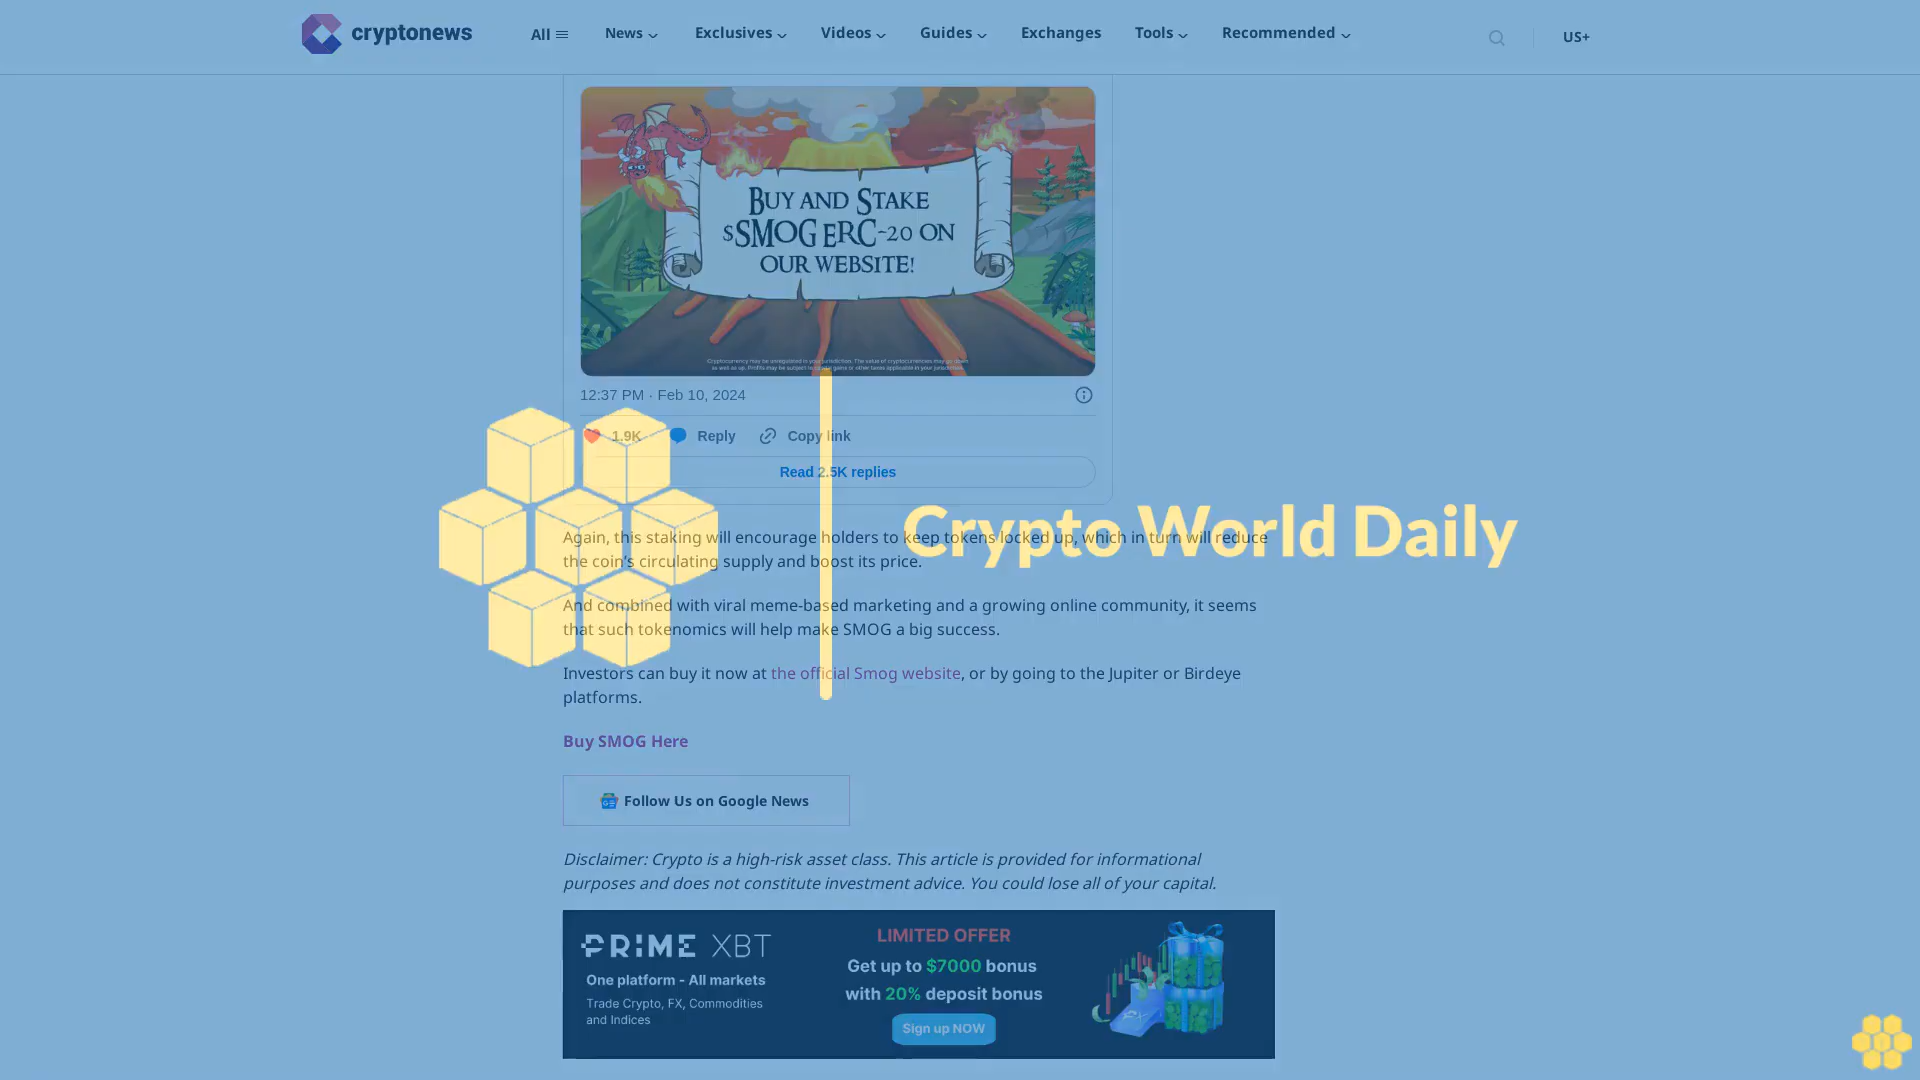 cryptonews
All
News
Exclusives
Videos
Guides
Exchanges
Tools
Recommended
US+
BUY AND STAKE
$SMOG ERC-20 ON
OUR WEBSITE!
Cryptocurrency may be unregulated in your jurisdiction. The value of cryptocurrencies may go down
as well as up. Profits may be subject to capital gains or other taxes applicable in your jurisdiction.
12:37 PM · Feb 10, 2024
1.9K
Reply
Copy link
Read 2.5K replies
Crypto World Daily
Again, this staking will encourage holders to keep tokens locked up, which in turn will reduce
the coin's circulating supply and boost its price.
And combined with viral meme-based marketing and a growing online community, it seems
that such tokenomics will help make SMOG a big success.
Investors can buy it now at the official Smog website, or by going to the Jupiter or Birdeye
platforms.
Buy SMOG Here
Follow Us on Google News
Disclaimer: Crypto is a high-risk asset class. This article is provided for informational
purposes and does not constitute investment advice. You could lose all of your capital.
PRIME XBT
One platform - All markets
Trade Crypto, FX, Commodities
and Indices
LIMITED OFFER
Get up to $7000 bonus
with 20% deposit bonus
Sign up NOW